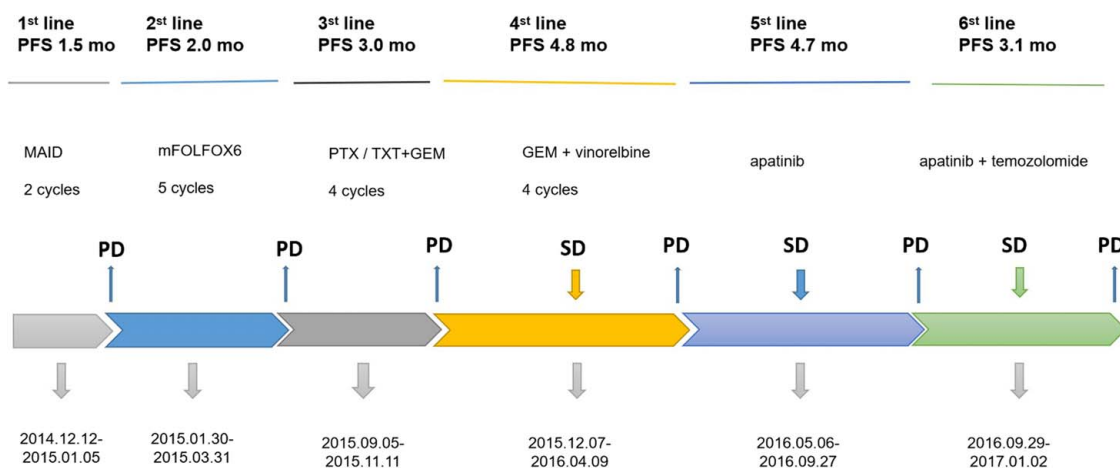 1st line
PFS 1.5 mo
2st line
PFS 2.0 mo
3st line
PFS 3.0 mo
4st line
PFS 4.8 mo
5st line
PFS 4.7 mo
6st line
PFS 3.1 mo
MAID
2 cycles
mFOLFOX6
5 cycles
PTX / TXT+GEM
4 cycles
GEM + vinorelbine
4 cycles
apatinib
apatinib + temozolomide
PD
PD
PD
SD
PD
SD
PD
SD
PD
2014.12.12-
2015.01.05
2015.01.30-
2015.03.31
2015.09.05-
2015.11.11
2015.12.07-
2016.04.09
2016.05.06-
2016.09.27
2016.09.29-
2017.01.02